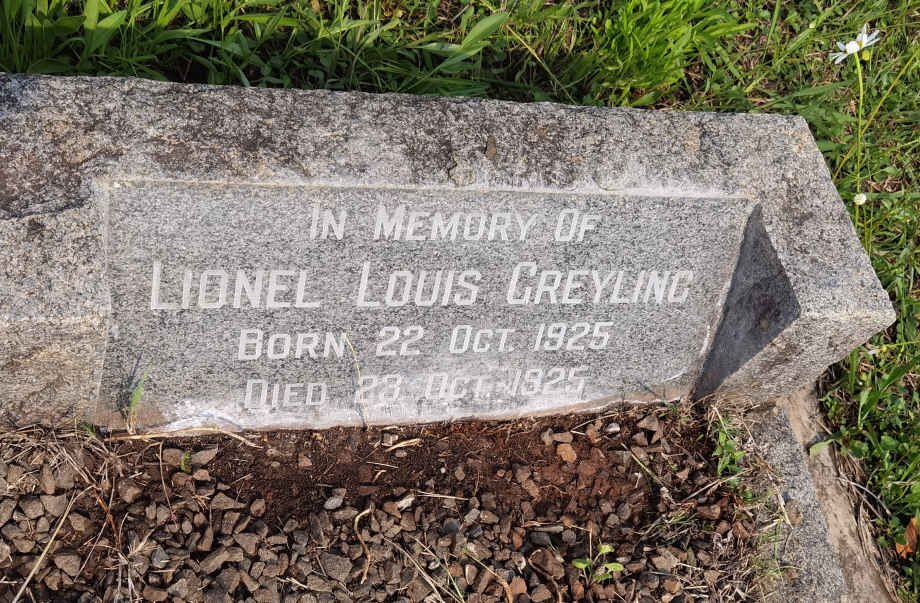 In Memory Of
Lionel Louis Greyling
Born 22 Oct. 1925
Died 23 Oct. 1925